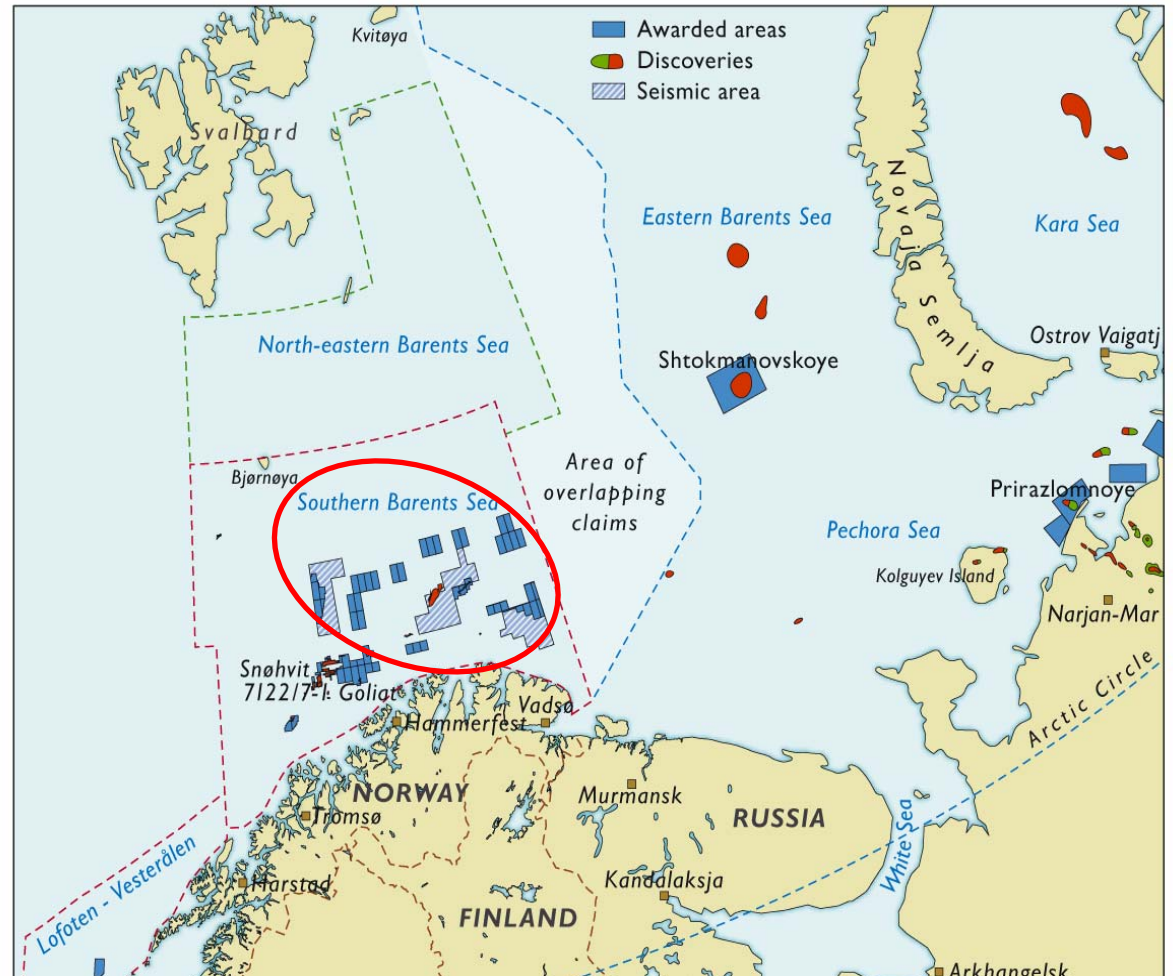 Kvitøya
Awarded areas
Discoveries
Seismic area
Svalbard
Novaja Semlja
Eastern Barents Sea
Kara Sea
North-eastern Barents Sea
Ostrov Vaigatj
Shtokmanovskoye
Bjørnøya
Southern Barents Sea
Area of
overlapping
claims
Prirazlomnoye
Pechora Sea
Kolguyev Island
Narjan-Mar
Snøhvit
7122/7-1 Goliat
Vadsø
Hammerfest
Arctic Circle
NORWAY
Murmansk
RUSSIA
Tromsø
White Sea
Lofoten - Vesterålen
Harstad
Kandalaksja
FINLAND
Arkhangelsk